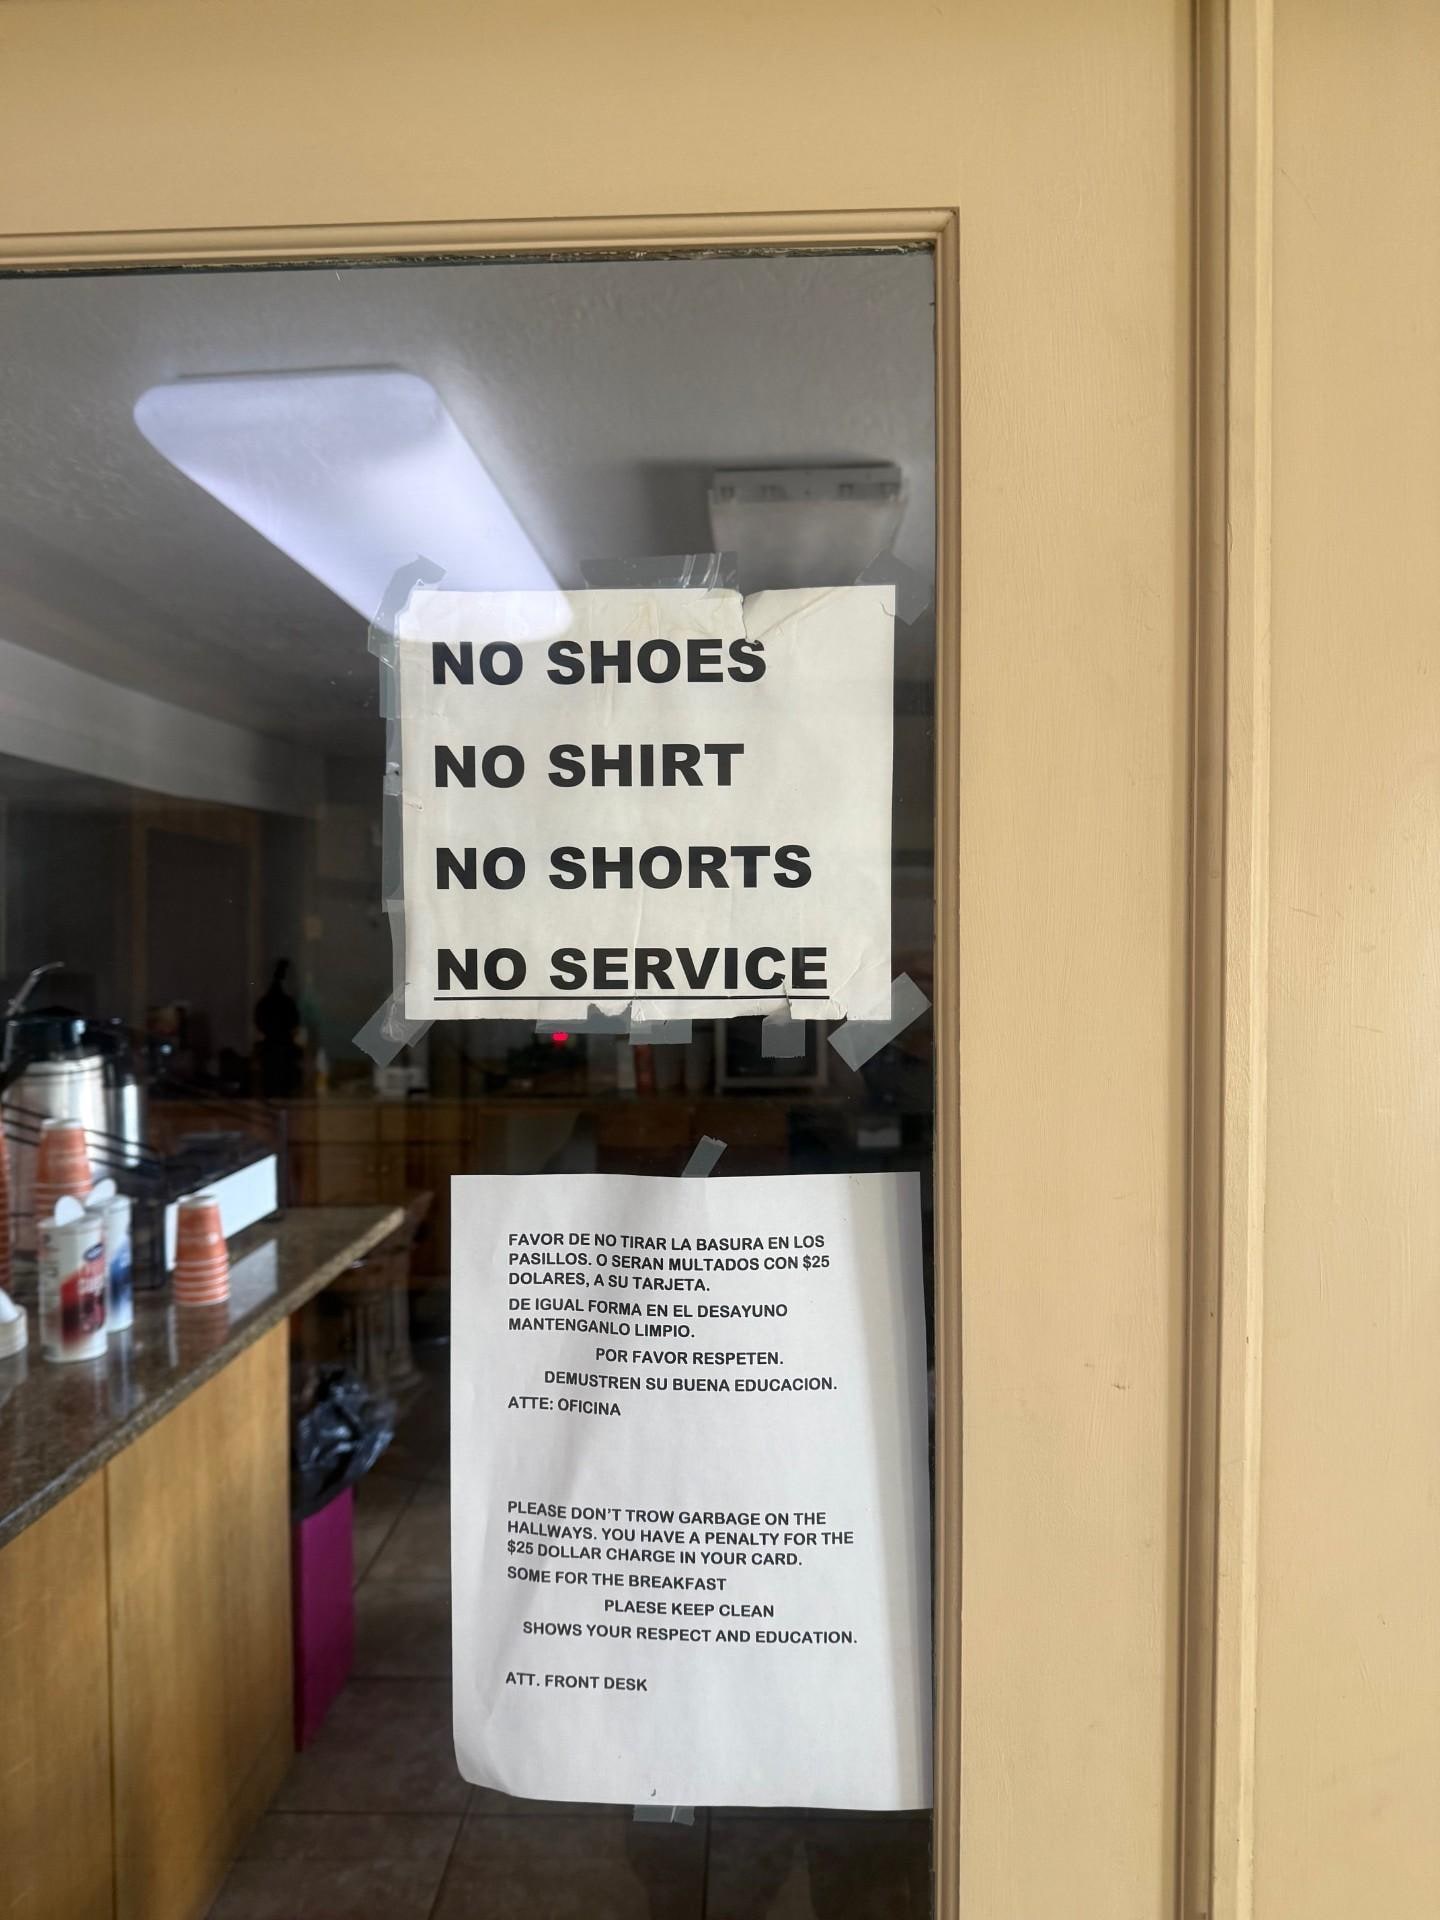 NO SHOES
NO SHIRT
NO SHORTS
NO SERVICE
FAVOR DE NO TIRAR LA BASURA EN LOS
PASILLOS. O SERAN MULTADOS CON $25
DOLARES, A SU TARJETA.
DE IGUAL FORMA EN EL DESAYUNO
MANTENGANLO LIMPIO.
POR FAVOR RESPETEN.
DEMUSTREN SU BUENA EDUCACION.
ATTE: OFICINA
PLEASE DON'T TROW GARBAGE ON THE
HALLWAYS. YOU HAVE A PENALTY FOR THE
$25 DOLLAR CHARGE IN YOUR CARD.
SOME FOR THE BREAKFAST
PLAESE KEEP CLEAN
SHOWS YOUR RESPECT AND EDUCATION.
ATT. FRONT DESK